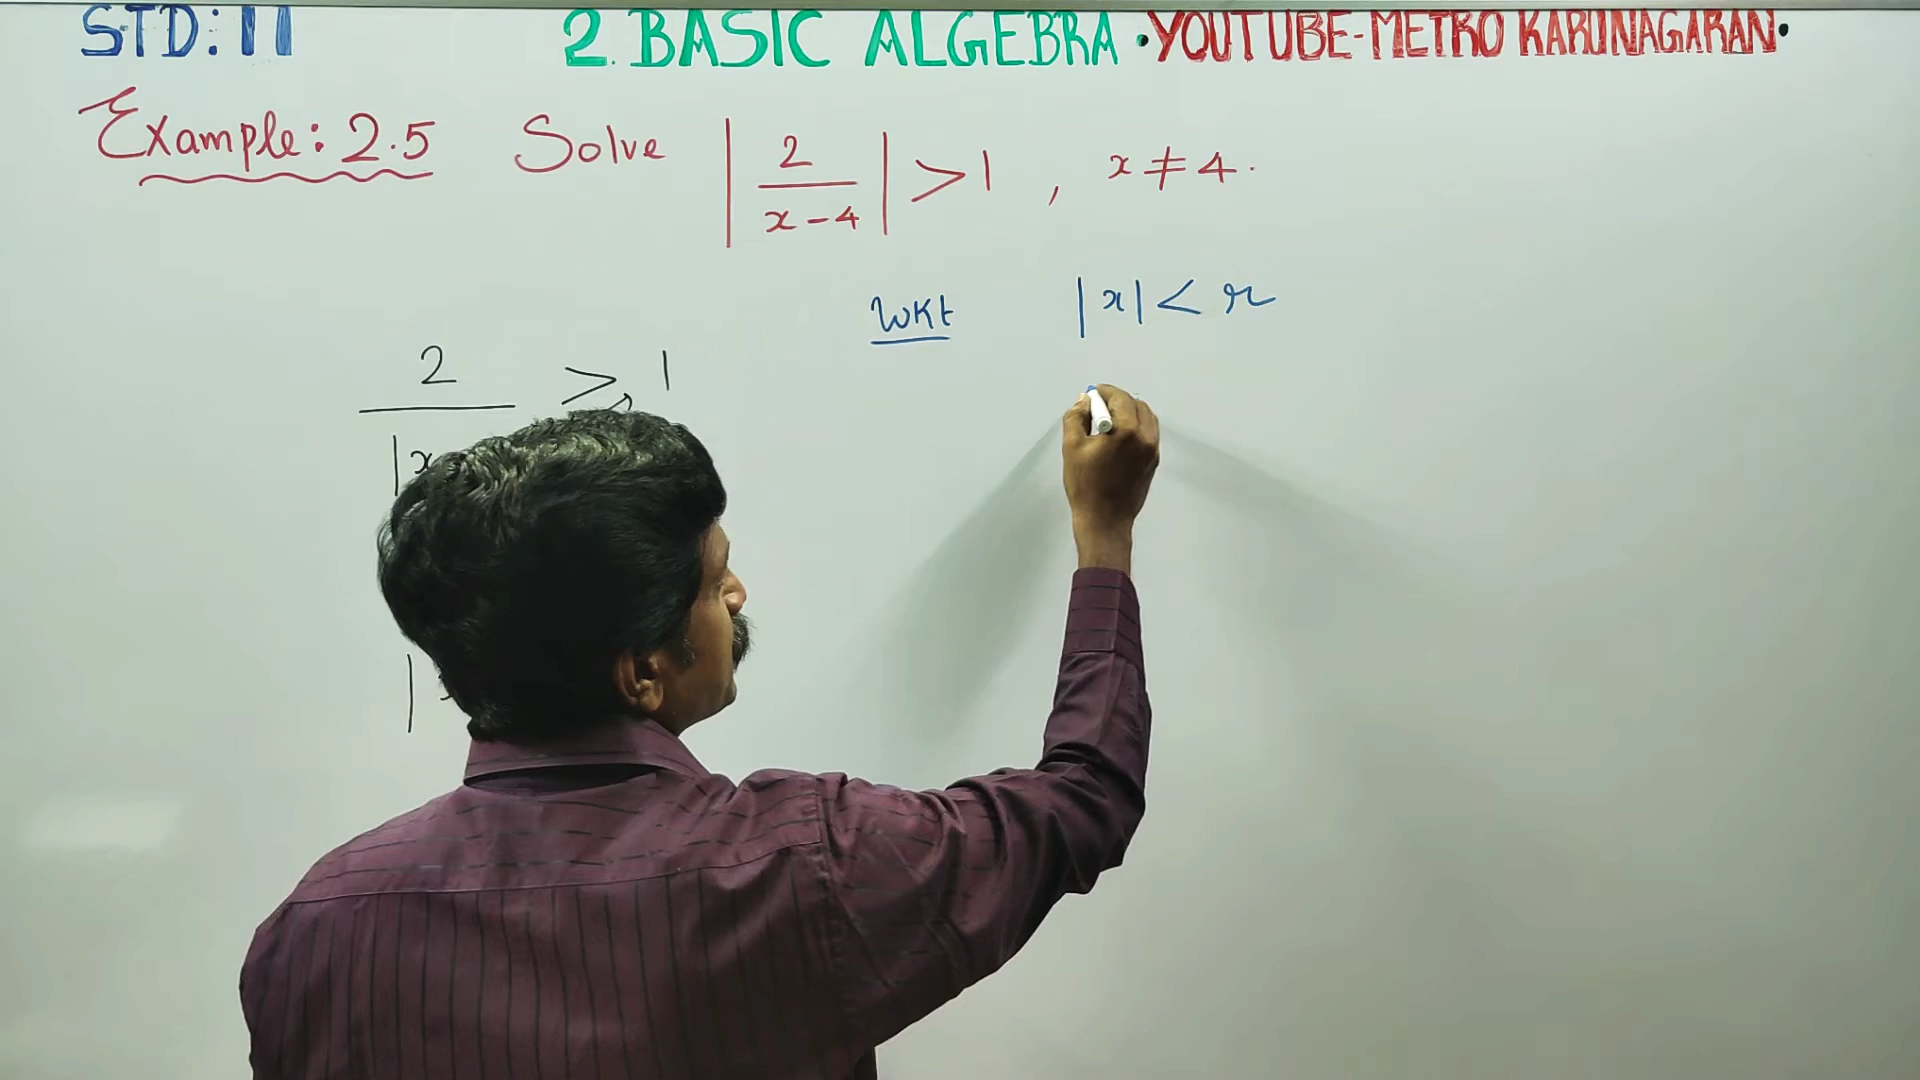 STD: 11 2. BASIC ALGEBRA • YOUTUBE-METRO KARUNAGARAN •
Example: 2.5 Solve | 2/(x-4) | > 1 , x ≠ 4.
WKt |x| < r
2 > 1
|x
|